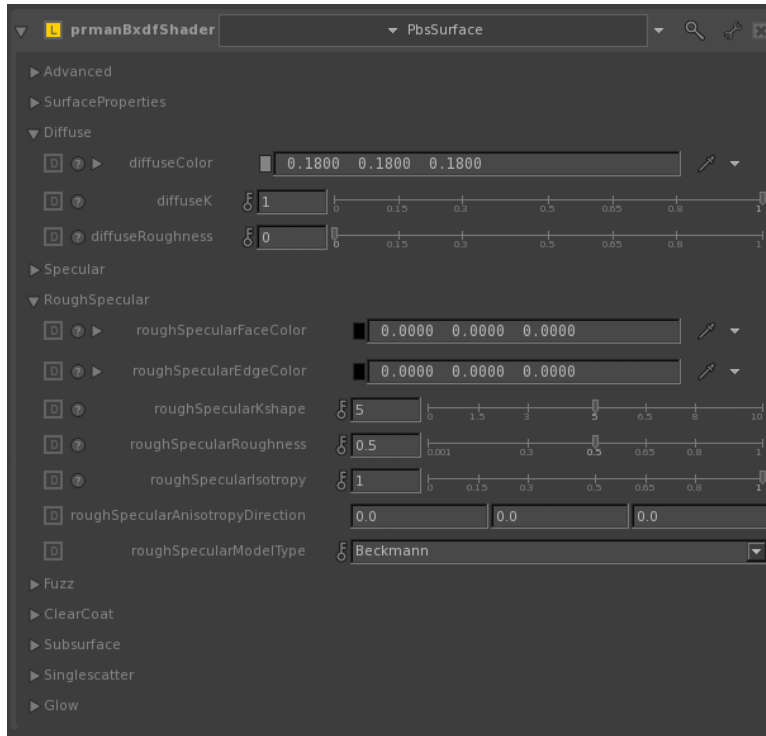 L prmanBxdfShader PbsSurface
Advanced
SurfaceProperties
Diffuse
D ? diffuseColor 0.1800 0.1800 0.1800
D ? diffuseK 1 0 0.15 0.3 0.5 0.65 0.8 1
D ? diffuseRoughness 0 0 0.15 0.3 0.5 0.65 0.8 1
Specular
RoughSpecular
D ? roughSpecularFaceColor 0.0000 0.0000 0.0000
D ? roughSpecularEdgeColor 0.0000 0.0000 0.0000
D ? roughSpecularKshape 5 0 1.5 3 5 6.5 8 10
D ? roughSpecularRoughness 0.5 0.001 0.3 0.5 0.65 0.8 1
D ? roughSpecularIsotropy 1 0 0.15 0.3 0.5 0.65 0.8 1
D roughSpecularAnisotropyDirection 0.0 0.0 0.0
D roughSpecularModelType Beckmann
Fuzz
ClearCoat
Subsurface
Singlescatter
Glow